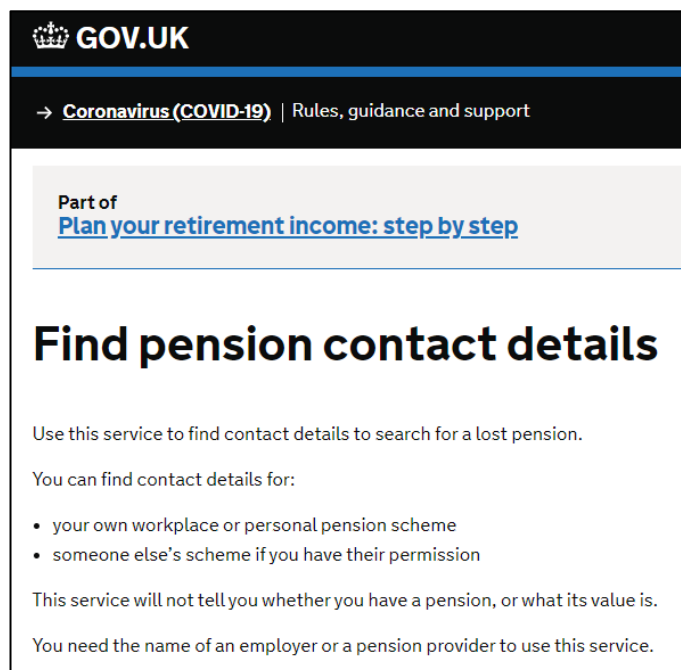 GOV.UK
→ Coronavirus (COVID-19) | Rules, guidance and support
Part of
Plan your retirement income: step by step
Find pension contact details
Use this service to find contact details to search for a lost pension.
You can find contact details for:
• your own workplace or personal pension scheme
• someone else’s scheme if you have their permission
This service will not tell you whether you have a pension, or what its value is.
You need the name of an employer or a pension provider to use this service.